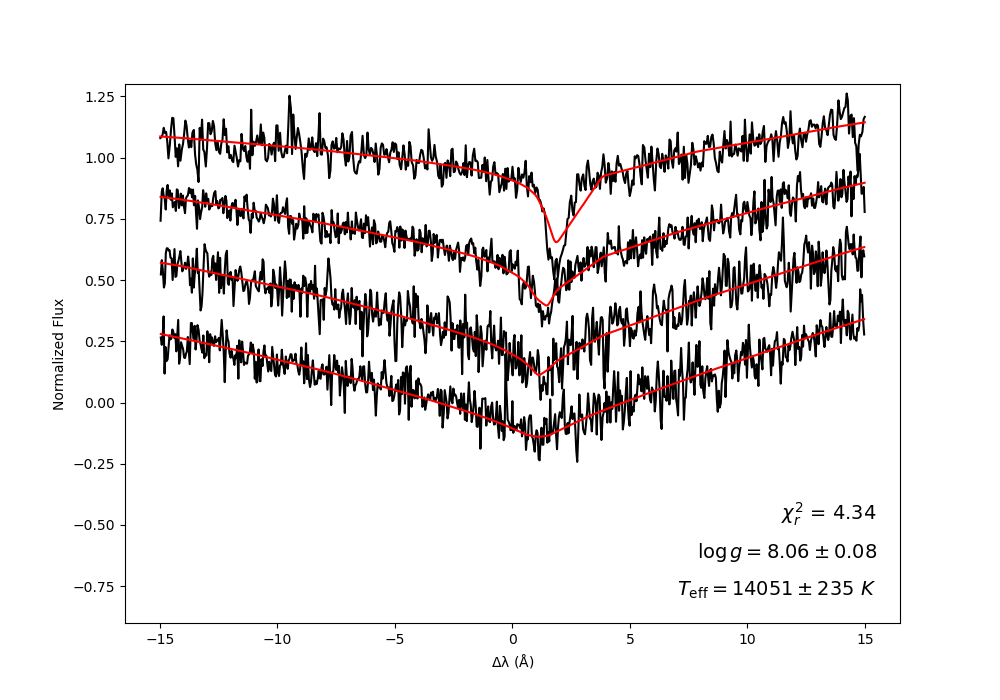 1.25
1.00
0.75
0.50
0.25
0.00
−0.25
−0.50
−0.75
Normalized Flux
χ²ᵣ = 4.34
log g = 8.06 ± 0.08
T_eff = 14051 ± 235 K
−15 −10 −5 0 5 10 15
Δλ (Å)